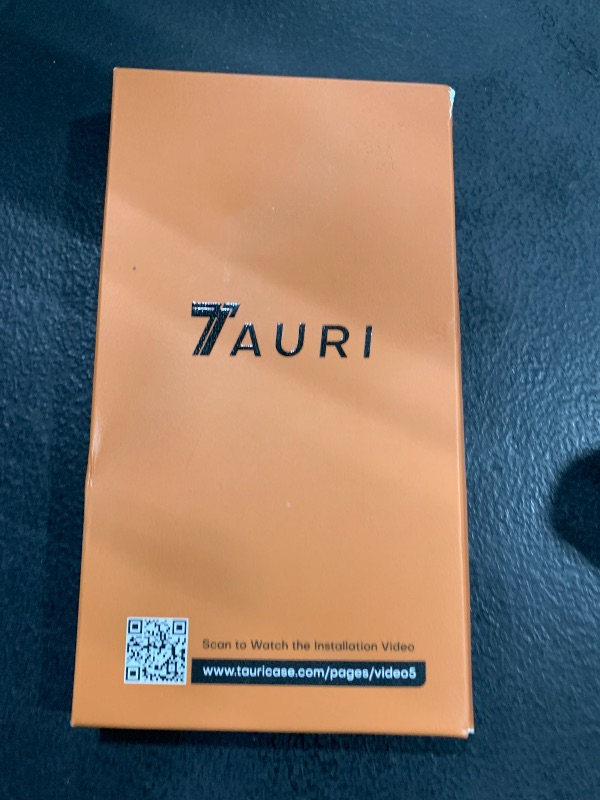 TAURI
Scan to Watch the Installation Video
www.tauricase.com/pages/video5